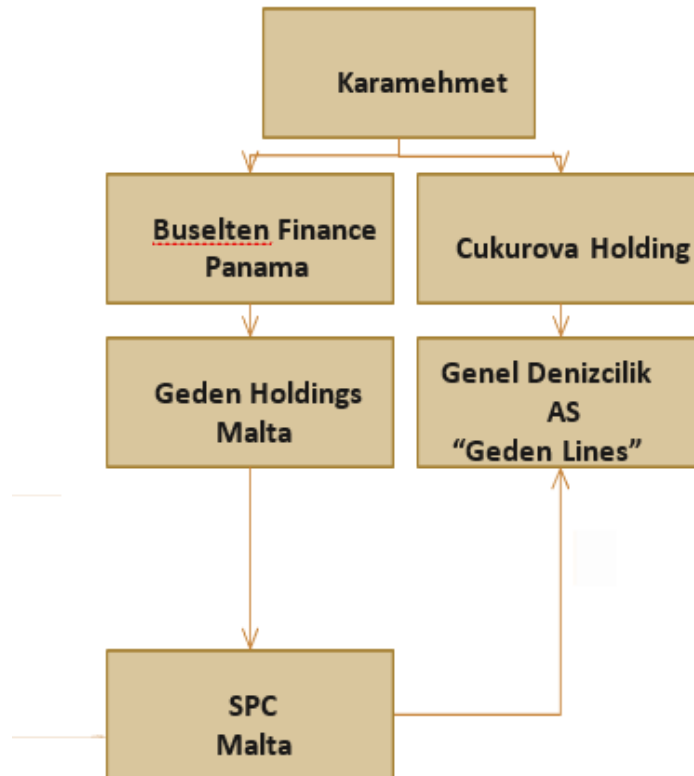 Karamehmet
Buselten Finance
Panama
Cukurova Holding
Geden Holdings
Malta
Genel Denizcilik
AS
“Geden Lines”
SPC
Malta